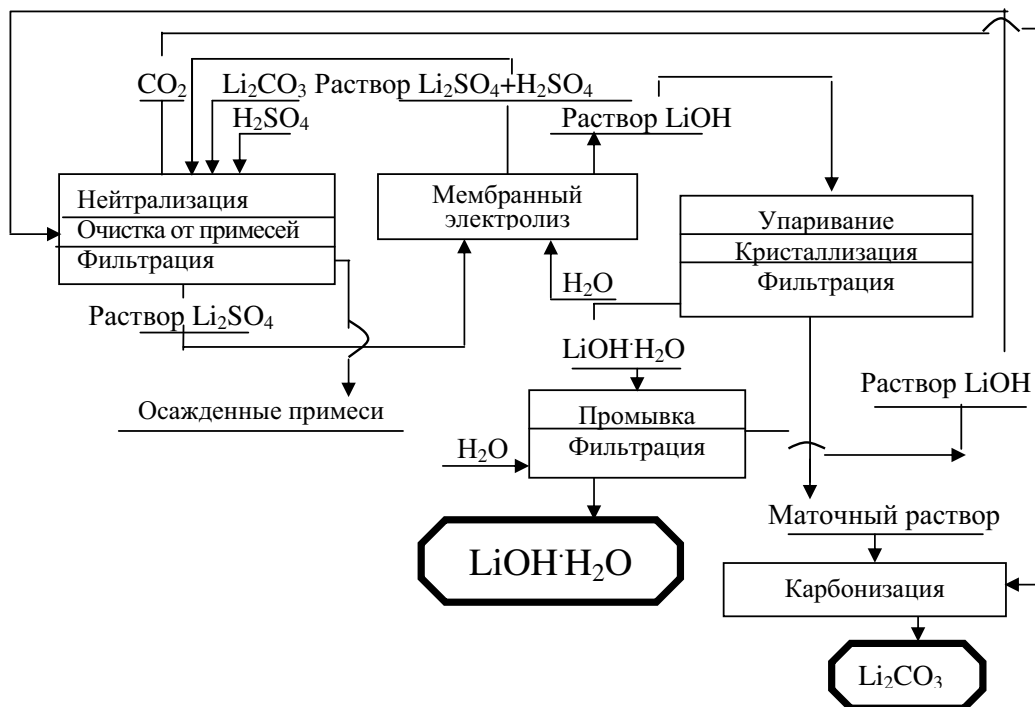 CO₂
Li₂CO₃ Раствор Li₂SO₄+H₂SO₄
H₂SO₄
Раствор LiOH
Нейтрализация
Очистка от примесей
Фильтрация
Мембранный
электролиз
Упаривание
Кристаллизация
Фильтрация
H₂O
Раствор Li₂SO₄
LiOH·H₂O
Раствор LiOH
Осажденные примеси
Промывка
Фильтрация
H₂O
Маточный раствор
LiOH·H₂O
Карбонизация
Li₂CO₃